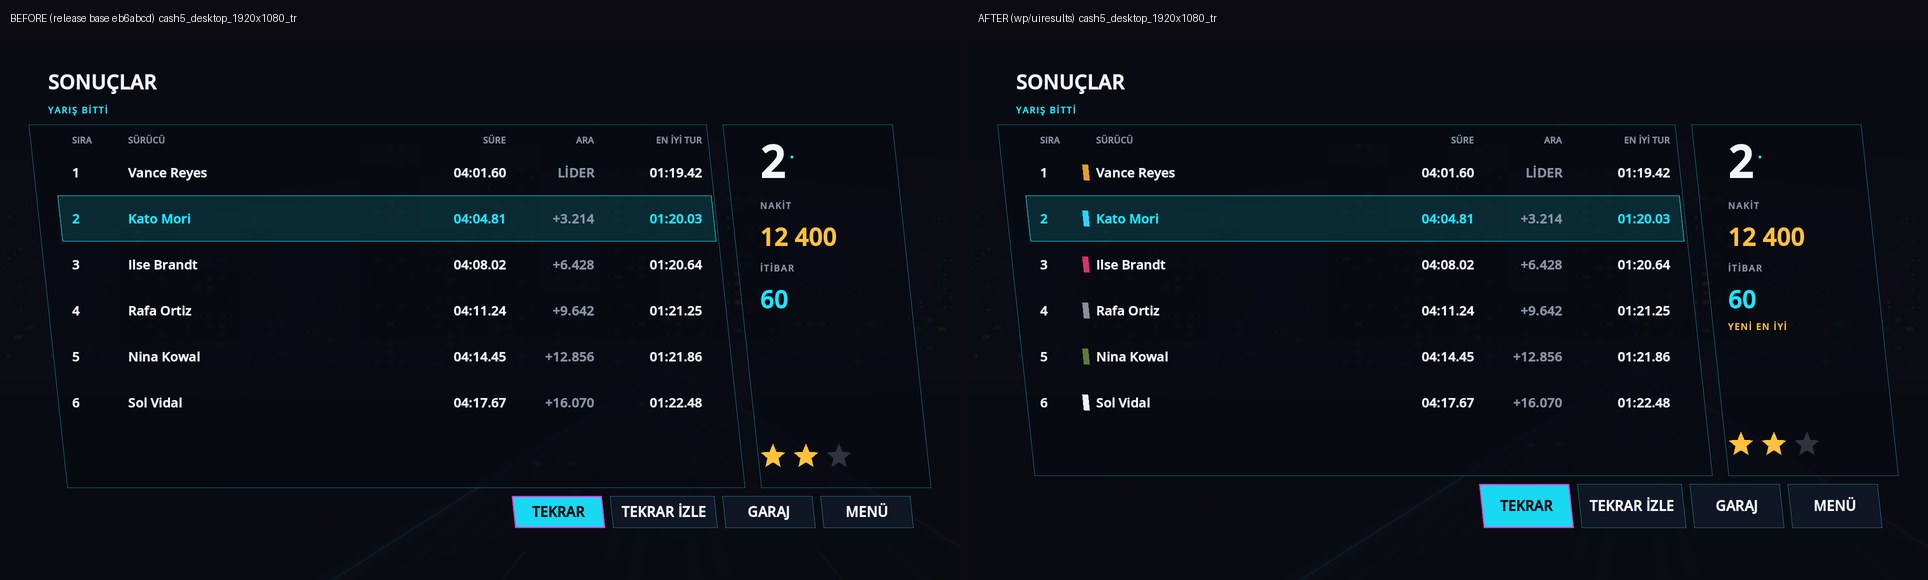 BEFORE (release base eb6abcd) cash5_desktop_1920x1080_tr
SONUÇLAR
YARIŞ BİTTİ
SIRA SÜRÜCÜ SÜRE ARA EN İYİ TUR
1 Vance Reyes 04:01.60 LİDER 01:19.42
2 Kato Mori 04:04.81 +3.214 01:20.03
3 Ilse Brandt 04:08.02 +6.428 01:20.64
4 Rafa Ortiz 04:11.24 +9.642 01:21.25
5 Nina Kowal 04:14.45 +12.856 01:21.86
6 Sol Vidal 04:17.67 +16.070 01:22.48
2.
NAKİT
12 400
İTİBAR
60
TEKRAR TEKRAR İZLE GARAJ MENÜ
AFTER (wp/uiresults) cash5_desktop_1920x1080_tr
SONUÇLAR
YARIŞ BİTTİ
SIRA SÜRÜCÜ SÜRE ARA EN İYİ TUR
1 Vance Reyes 04:01.60 LİDER 01:19.42
2 Kato Mori 04:04.81 +3.214 01:20.03
3 Ilse Brandt 04:08.02 +6.428 01:20.64
4 Rafa Ortiz 04:11.24 +9.642 01:21.25
5 Nina Kowal 04:14.45 +12.856 01:21.86
6 Sol Vidal 04:17.67 +16.070 01:22.48
2.
NAKİT
12 400
İTİBAR
60
YENİ EN İYİ
TEKRAR TEKRAR İZLE GARAJ MENÜ